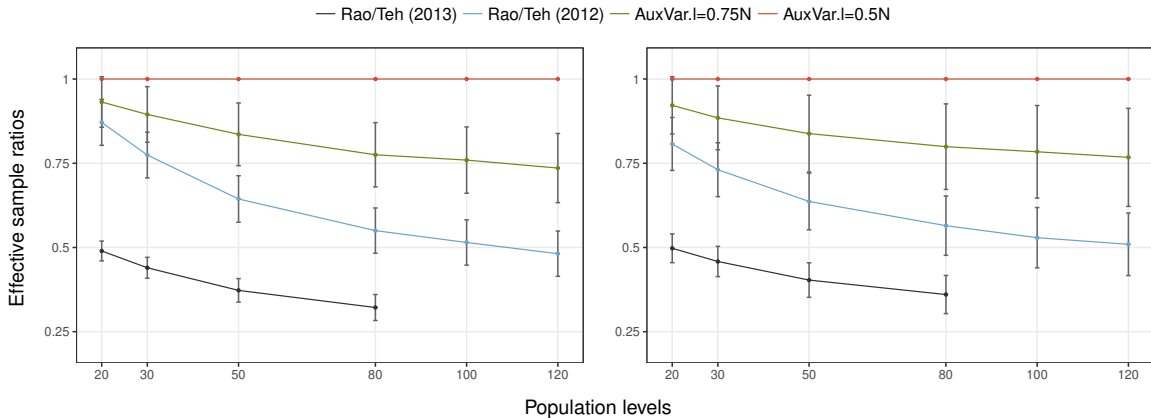 Rao/Teh (2013) Rao/Teh (2012) AuxVar.l=0.75N AuxVar.l=0.5N
Effective sample ratios
1
0.75
0.5
0.25
20 30 50 80 100 120
1
0.75
0.5
0.25
20 30 50 80 100 120
Population levels